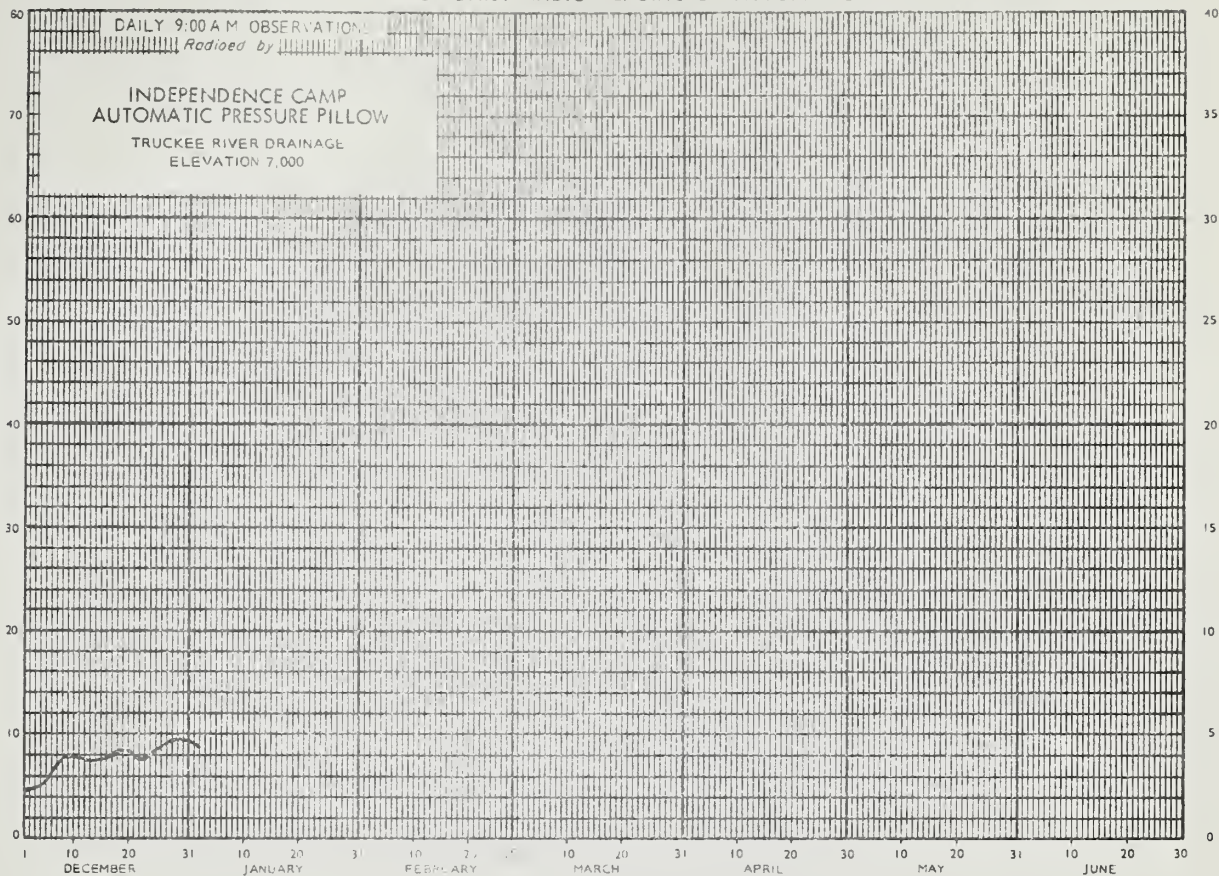 DAILY 9:00 A M OBSERVATION
Radioed by
INDEPENDENCE CAMP
AUTOMATIC PRESSURE PILLOW
TRUCKEE RIVER DRAINAGE
ELEVATION 7,000
60 40
70 35
60 30
50 25
40 20
30 15
20 10
10 5
0 0
1 10 20 31 10 20 31 10 10 20 31 10 20 30 10 20 31 10 20 30
DECEMBER JANUARY FEBRUARY MARCH APRIL MAY JUNE